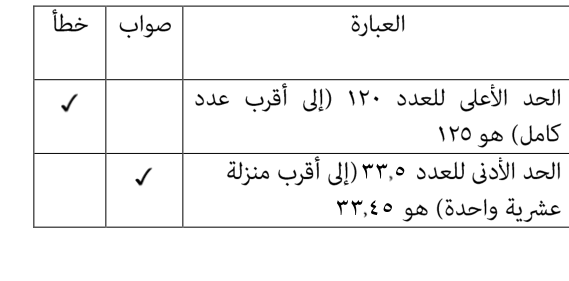 العبارة صواب خطأ
الحد الأعلى للعدد ١٢٠ (إلى أقرب عدد ✓
كامل) هو ١٢٥
الحد الأدنى للعدد ٣٣,٥ (إلى أقرب منزلة ✓
عشرية واحدة) هو ٣٣,٤٥